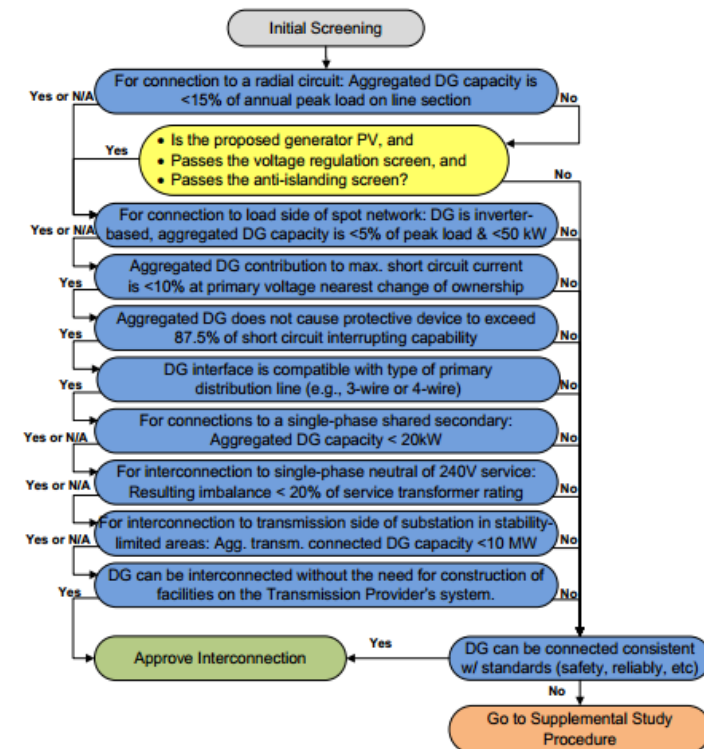 Initial Screening
For connection to a radial circuit: Aggregated DG capacity is
<15% of annual peak load on line section
Yes or N/A
No
• Is the proposed generator PV, and
• Passes the voltage regulation screen, and
• Passes the anti-islanding screen?
Yes
No
For connection to load side of spot network: DG is inverter-
based, aggregated DG capacity is <5% of peak load & <50 kW
Yes or N/A
No
Aggregated DG contribution to max. short circuit current
is <10% at primary voltage nearest change of ownership
Yes
No
Aggregated DG does not cause protective device to exceed
87.5% of short circuit interrupting capability
Yes
No
DG interface is compatible with type of primary
distribution line (e.g., 3-wire or 4-wire)
Yes
No
For connections to a single-phase shared secondary:
Aggregated DG capacity < 20kW
Yes or N/A
No
For interconnection to single-phase neutral of 240V service:
Resulting imbalance < 20% of service transformer rating
Yes or N/A
No
For interconnection to transmission side of substation in stability-
limited areas: Agg. transm. connected DG capacity <10 MW
Yes or N/A
No
DG can be interconnected without the need for construction of
facilities on the Transmission Provider's system.
Yes
No
Approve Interconnection
Yes
DG can be connected consistent
w/ standards (safety, reliably, etc)
No
Go to Supplemental Study
Procedure